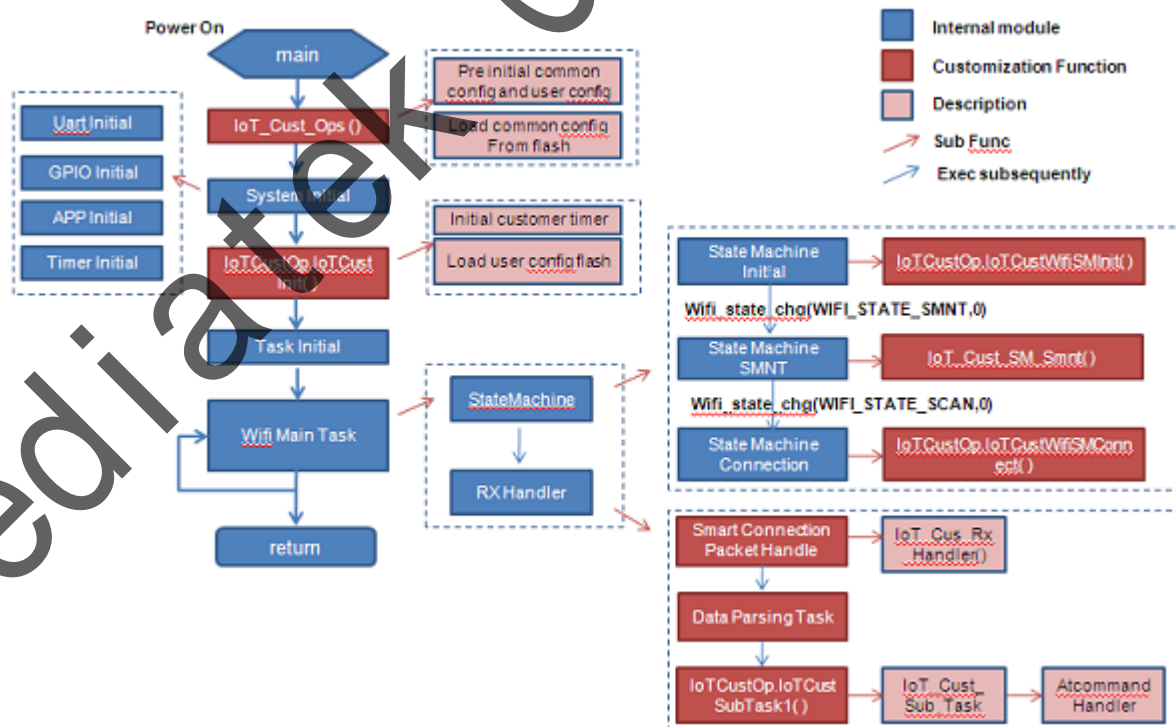 Power On
main
IoT_Cust_Ops ()
System Initial
IoTCustOp.IoTCust
Init( )
Task Initial
Wifi Main Task
return
Uart Initial
GPIO Initial
APP Initial
Timer Initial
Pre initial common
config and user config
Load common config
From flash
Initial customer timer
Load user config flash
StateMachine
RX Handler
Internal module
Customization Function
Description
Sub Func
Exec subsequently
State Machine
Initial
IoTCustOp.IoTCustWifiSMInit( )
Wifi_state_chg(WIFI_STATE_SMNT,0)
State Machine
SMNT
IoT_Cust_SM_Smnt( )
Wifi_state_chg(WIFI_STATE_SCAN,0)
State Machine
Connection
IoTCustOp.IoTCustWifiSMConn
ect( )
Smart Connection
Packet Handle
IoT_Cus_Rx
_Handler()
Data Parsing Task
IoTCustOp.IoTCust
SubTask1( )
IoT_Cust_
Sub_Task
Atcommand
Handler
ediatek